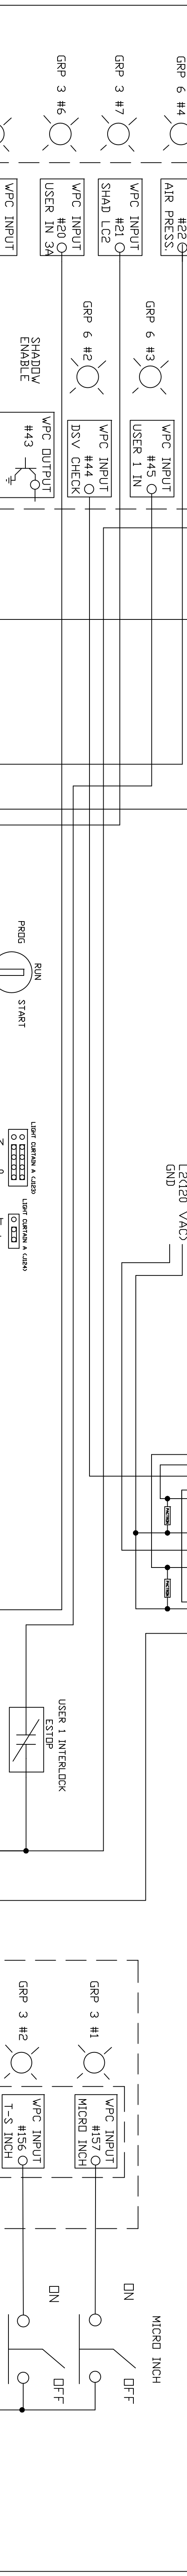 GRP 6 #4
GRP 3 #7
GRP 3 #6
WPC INPUT
#22
AIR PRESS.
WPC INPUT
#21
SHAD LC2
WPC INPUT
#20
USER IN 3A
WPC INPUT
GRP 6 #3
GRP 6 #2
SHADOW
ENABLE
WPC INPUT
#45
USER 1 IN
WPC INPUT
#44
DSV CHECK
WPC OUTPUT
#43
PROG
RUN
START
LIGHT CURTAIN A (J123)
LIGHT CURTAIN A (J124)
L2(120 VAC)
GND
USER 1 INTERLOCK
ESTOP
GRP 3 #1
GRP 3 #2
WPC INPUT
#157
MICRO INCH
WPC INPUT
#156
T-S INCH
MICRO INCH
ON
OFF
ON
OFF